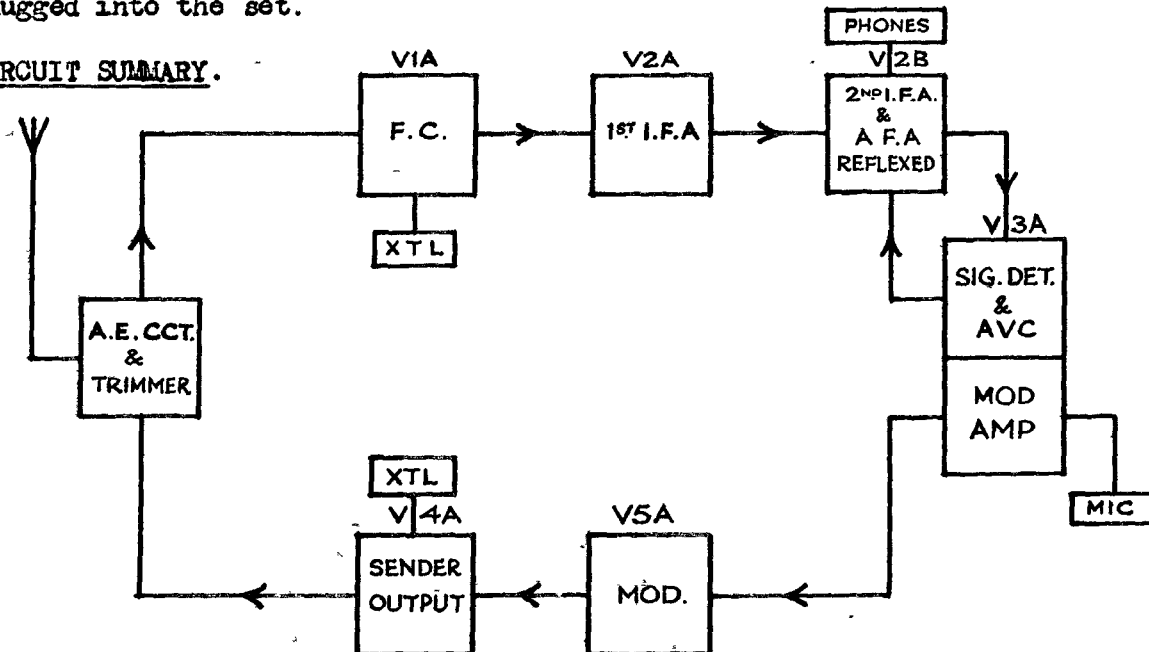 ugged into the set.
RCUIT SUMMARY.
PHONES
V1A
V2A
V2B
F.C.
1ST I.F.A
2ND I.F.A.
&
A F.A
REFLEXED
XTL
V3A
SIG. DET.
&
AVC
A.E. CCT.
&
TRIMMER
MOD
AMP
XTL
MIC
V4A
V5A
SENDER
OUTPUT
MOD.